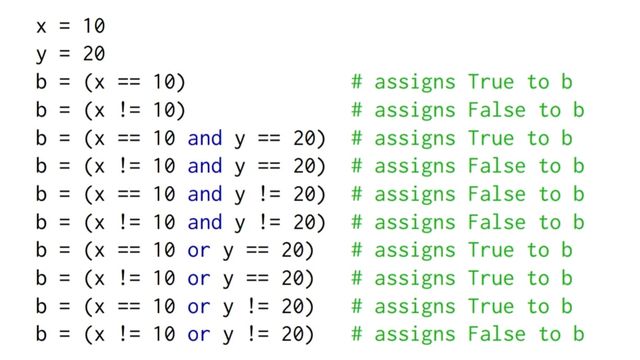 x = 10
y = 20
b = (x == 10)              # assigns True to b
b = (x != 10)              # assigns False to b
b = (x == 10 and y == 20)  # assigns True to b
b = (x != 10 and y == 20)  # assigns False to b
b = (x == 10 and y != 20)  # assigns False to b
b = (x != 10 and y != 20)  # assigns False to b
b = (x == 10 or y == 20)   # assigns True to b
b = (x != 10 or y == 20)   # assigns True to b
b = (x == 10 or y != 20)   # assigns True to b
b = (x != 10 or y != 20)   # assigns False to b